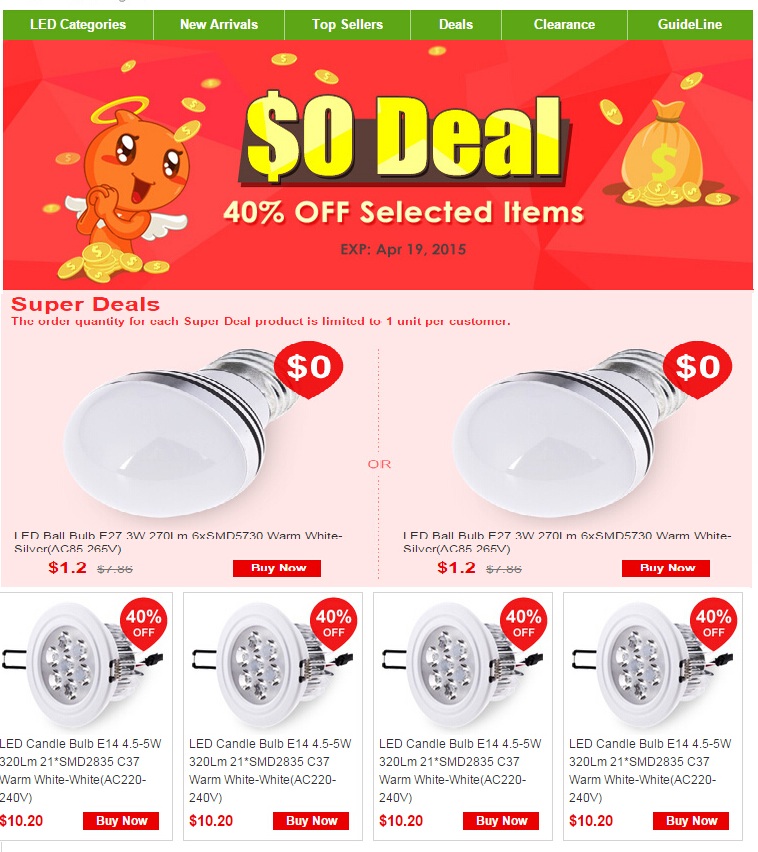 LED Categories New Arrivals Top Sellers Deals Clearance GuideLine
$0 Deal
40% OFF Selected Items
EXP: Apr 19, 2015
Super Deals
The order quantity for each Super Deal product is limited to 1 unit per customer.
$0
$0
OR
LED Ball Bulb E27 3W 270Lm 6xSMD5730 Warm White-
Silver(AC85-265V)
$1.2 $7.86 Buy Now
LED Ball Bulb E27 3W 270Lm 6xSMD5730 Warm White-
Silver(AC85-265V)
$1.2 $7.86 Buy Now
40%
OFF
LED Candle Bulb E14 4.5-5W
320Lm 21*SMD2835 C37
Warm White-White(AC220-
240V)
$10.20 Buy Now
40%
OFF
LED Candle Bulb E14 4.5-5W
320Lm 21*SMD2835 C37
Warm White-White(AC220-
240V)
$10.20 Buy Now
40%
OFF
LED Candle Bulb E14 4.5-5W
320Lm 21*SMD2835 C37
Warm White-White(AC220-
240V)
$10.20 Buy Now
40%
OFF
LED Candle Bulb E14 4.5-5W
320Lm 21*SMD2835 C37
Warm White-White(AC220-
240V)
$10.20 Buy Now